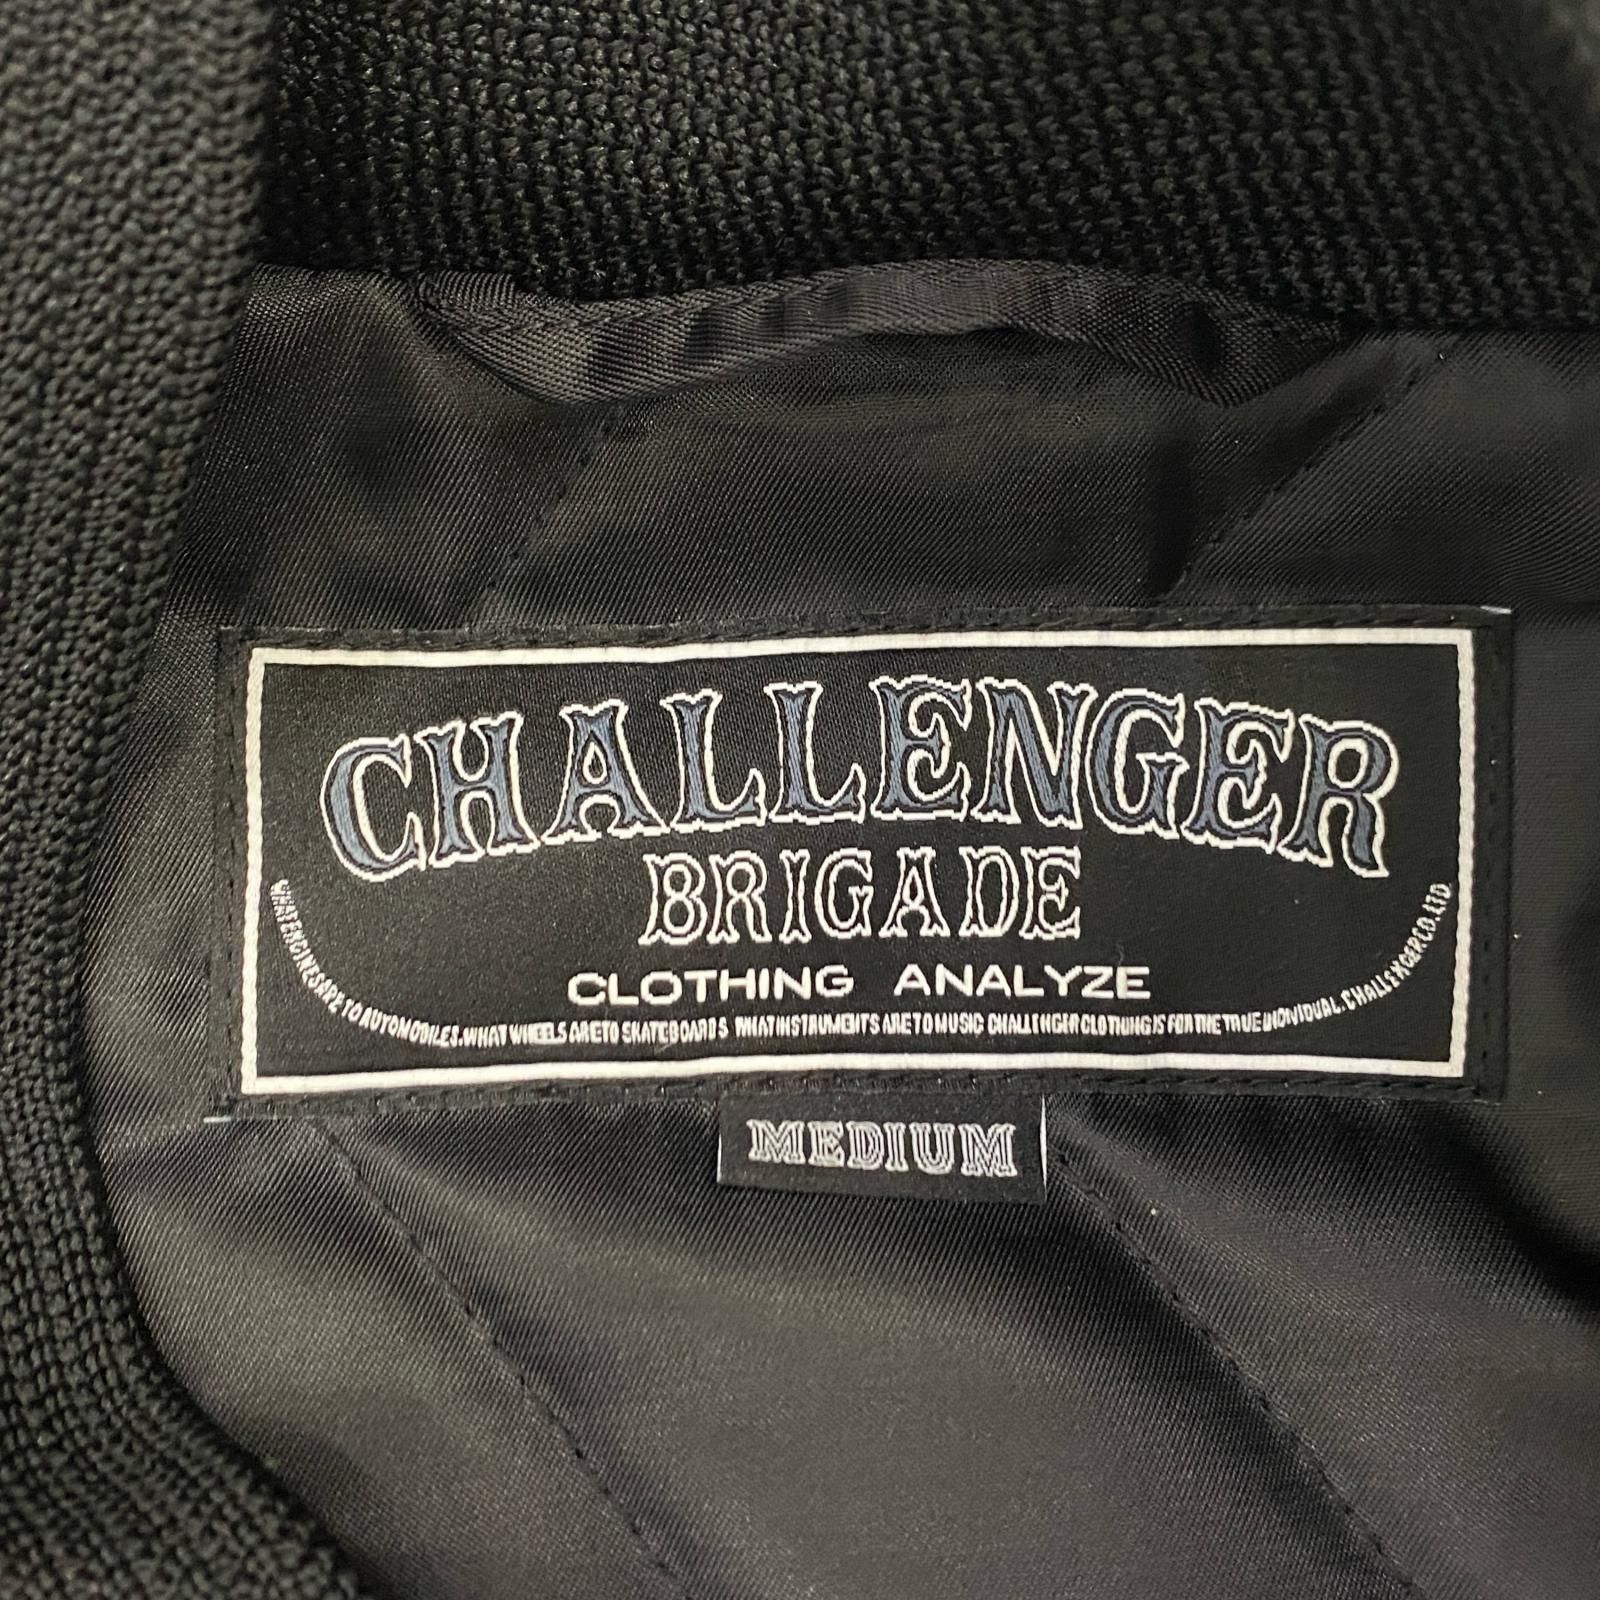 CHALLENGER
BRIGADE
CLOTHING ANALYZE
WHAT ENGINES ARE TO AUTOMOBILES. WHAT WHEELS ARE TO SKATEBOARDS WHAT INSTRUMENTS ARE TO MUSIC CHALLENGER CLOTHING IS FOR THE TRUE INDIVIDUAL. CHALLENGER CO. LTD.
MEDIUM